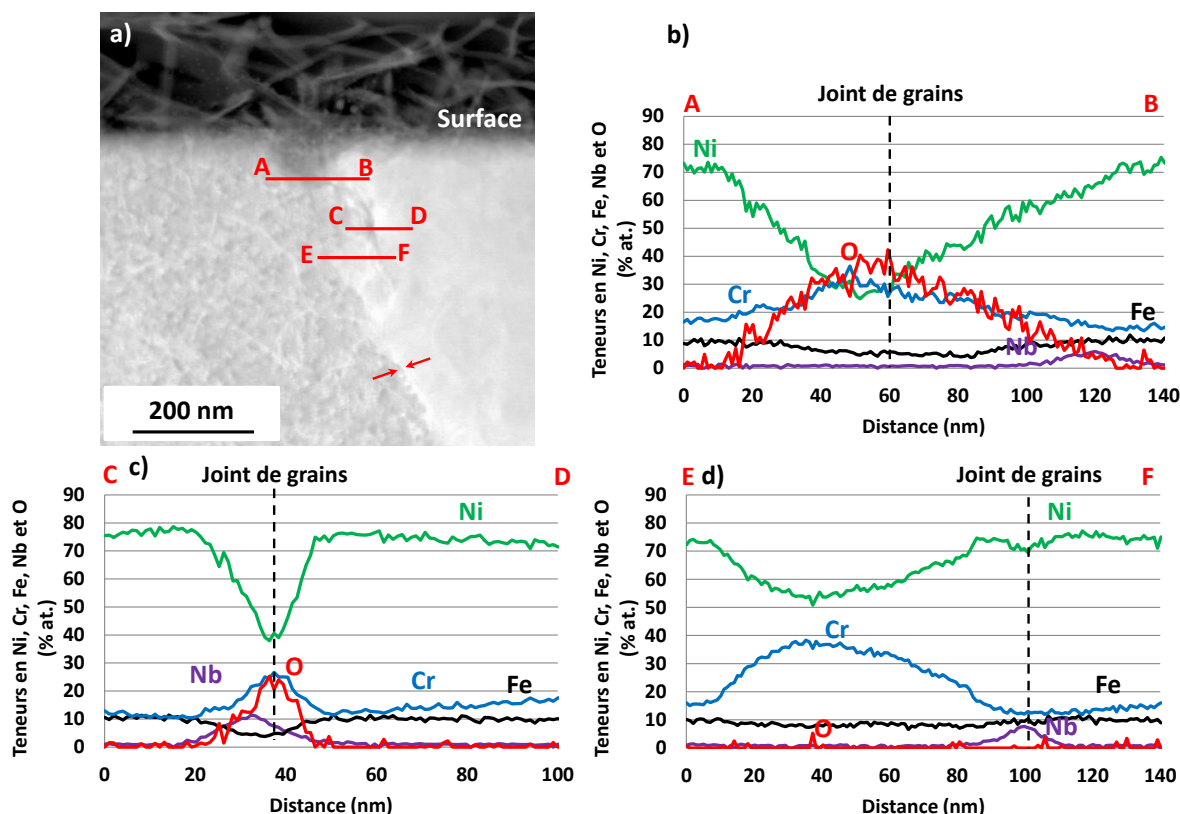 a)
Surface
A
B
C
D
E
F
200 nm
b)
Joint de grains
A
B
Teneurs en Ni, Cr, Fe, Nb et O
(% at.)
90
80
70
60
50
40
30
20
10
0
Ni
O
Cr
Fe
Nb
0
20
40
60
80
100
120
140
Distance (nm)
C
c)
Joint de grains
D
Teneurs en Ni, Cr, Fe, Nb et O
(% at.)
90
80
70
60
50
40
30
20
10
0
Ni
Nb
O
Cr
Fe
0
20
40
60
80
100
Distance (nm)
E
d)
Joint de grains
F
Teneurs en Ni, Cr, Fe, Nb et O
(% at.)
90
80
70
60
50
40
30
20
10
0
Ni
Cr
Fe
O
Nb
0
20
40
60
80
100
120
140
Distance (nm)